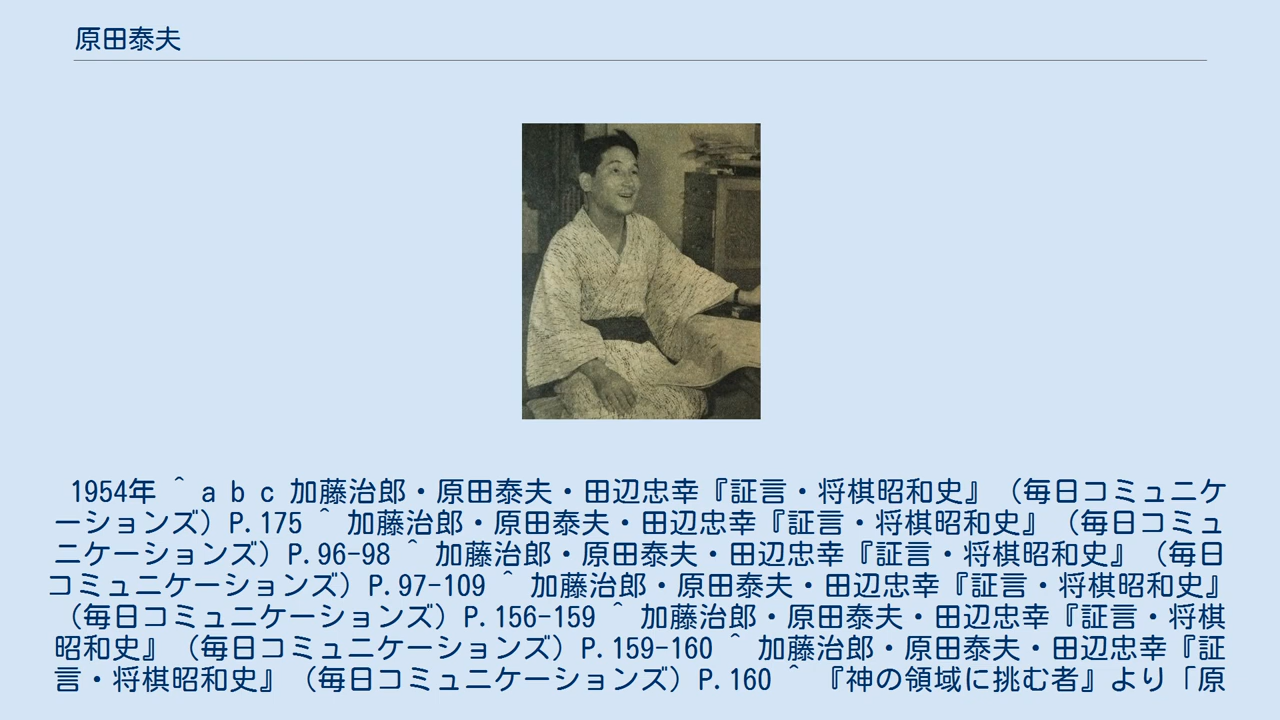 原田泰夫
1954年 ^ a b c 加藤治郎・原田泰夫・田辺忠幸『証言・将棋昭和史』（毎日コミュニケ
ーションズ）P.175 ^ 加藤治郎・原田泰夫・田辺忠幸『証言・将棋昭和史』（毎日コミュ
ニケーションズ）P.96-98 ^ 加藤治郎・原田泰夫・田辺忠幸『証言・将棋昭和史』（毎日
コミュニケーションズ）P.97-109 ^ 加藤治郎・原田泰夫・田辺忠幸『証言・将棋昭和史』
（毎日コミュニケーションズ）P.156-159 ^ 加藤治郎・原田泰夫・田辺忠幸『証言・将棋
昭和史』（毎日コミュニケーションズ）P.159-160 ^ 加藤治郎・原田泰夫・田辺忠幸『証
言・将棋昭和史』（毎日コミュニケーションズ）P.160 ^ 『神の領域に挑む者』より「原